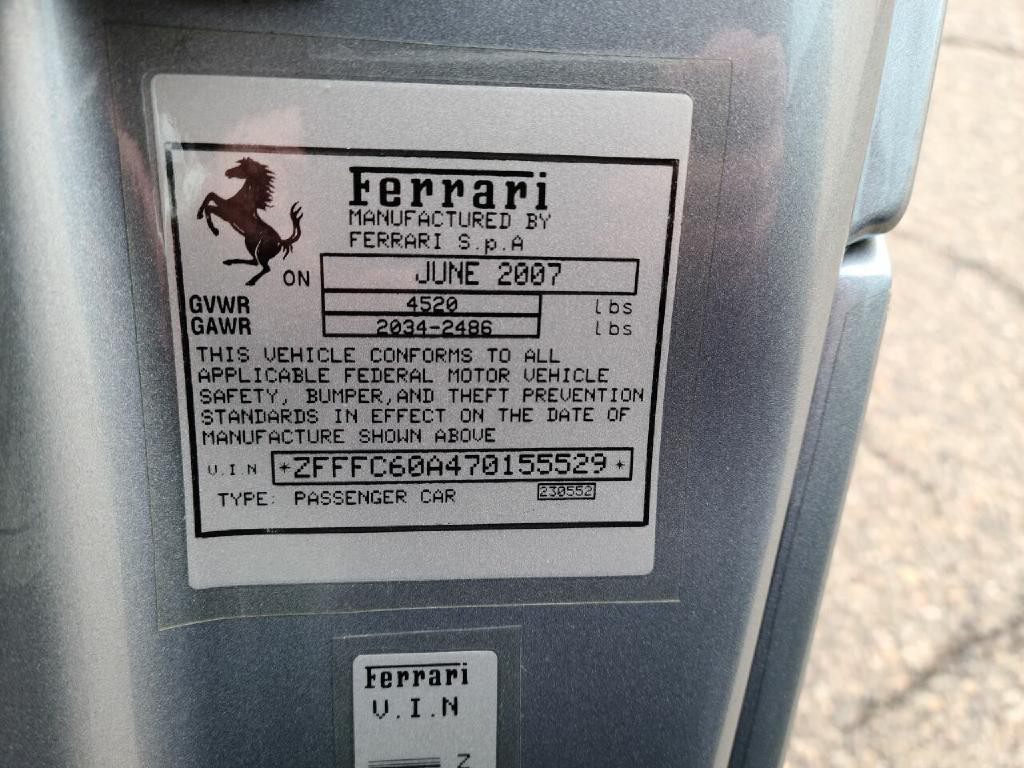 Ferrari
MANUFACTURED BY
FERRARI S.p.A
ON JUNE 2007
GVWR 4520 lbs
GAWR 2034-2486 lbs
THIS VEHICLE CONFORMS TO ALL
APPLICABLE FEDERAL MOTOR VEHICLE
SAFETY, BUMPER,AND THEFT PREVENTION
STANDARDS IN EFFECT ON THE DATE OF
MANUFACTURE SHOWN ABOVE
V.I.N *ZFFFC60A470155529*
TYPE: PASSENGER CAR 230552
Ferrari
V.I.N
Z